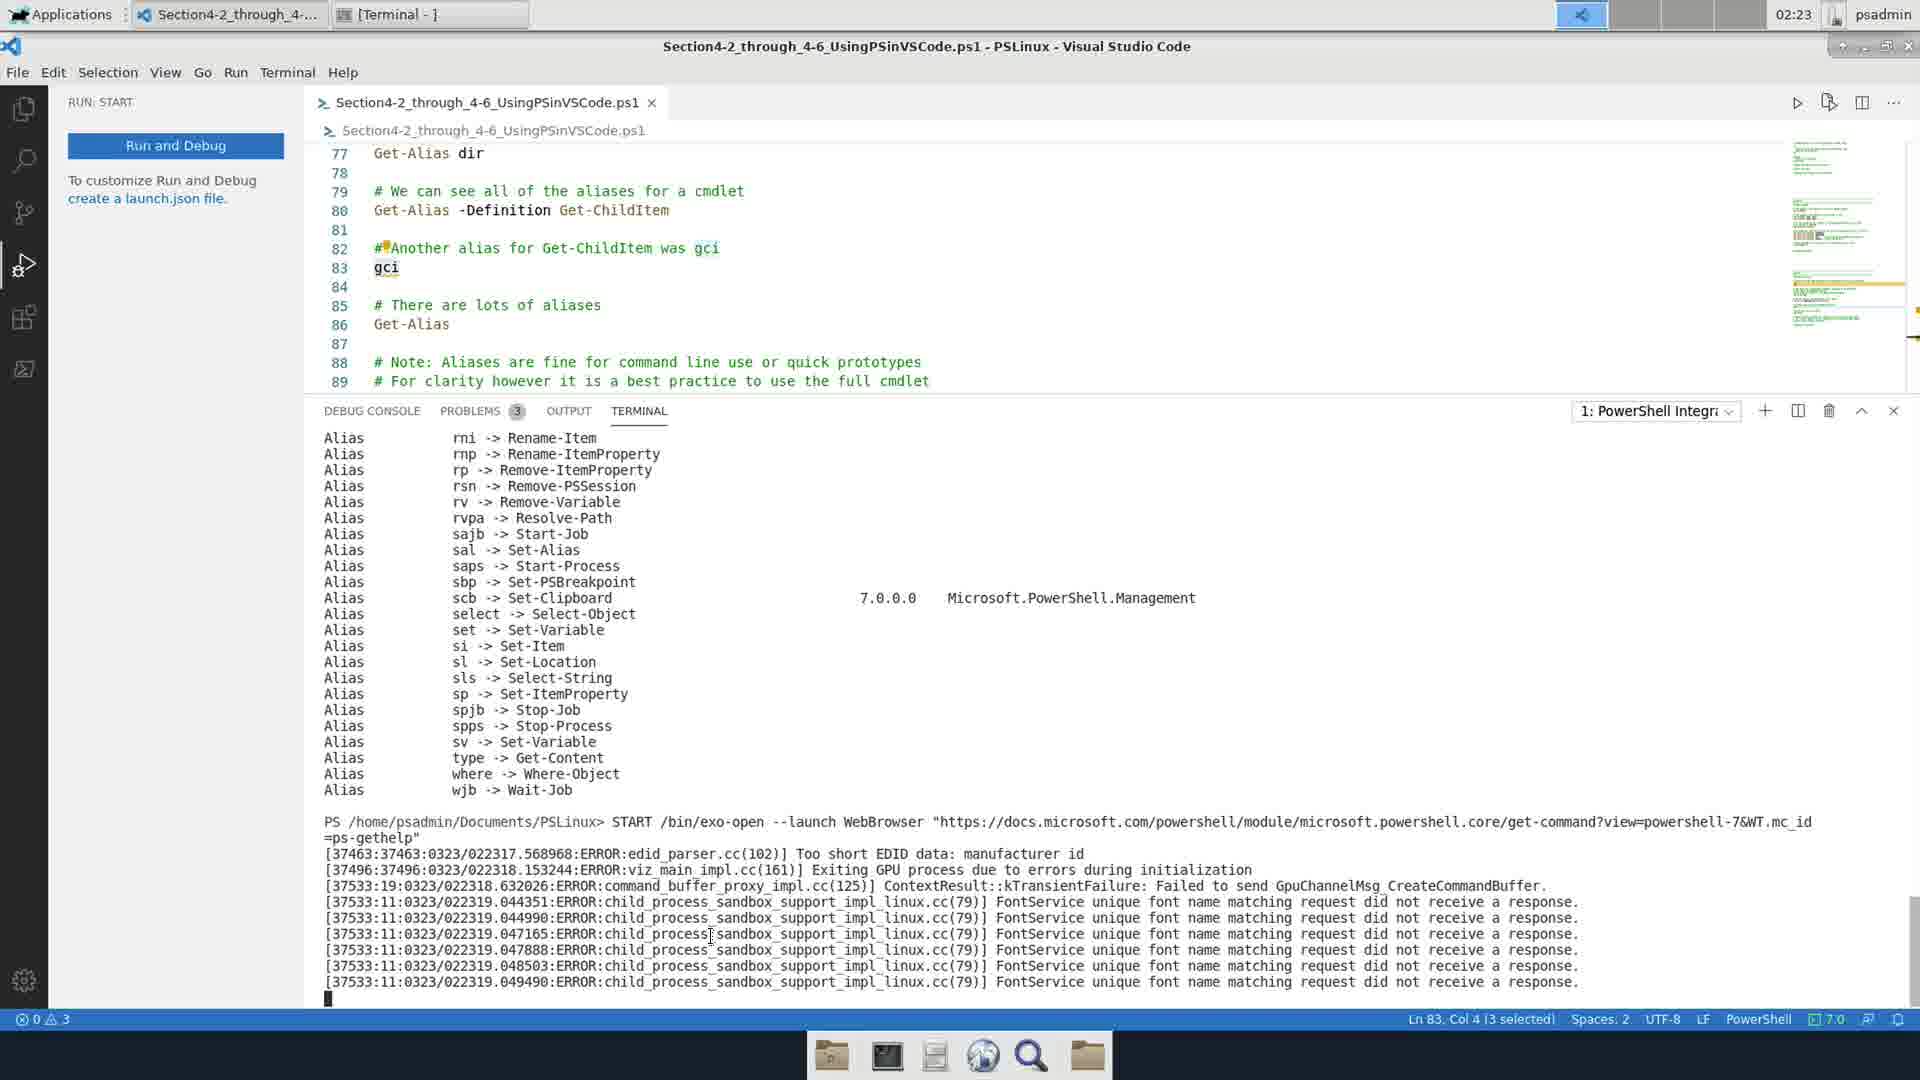 Applications
Section4-2_through_4-...
[Terminal - ]
02:23
psadmin
Section4-2_through_4-6_UsingPSinVSCode.ps1 - PSLinux - Visual Studio Code
File Edit Selection View Go Run Terminal Help
RUN: START
Run and Debug
To customize Run and Debug
create a launch.json file.
Section4-2_through_4-6_UsingPSinVSCode.ps1
Section4-2_through_4-6_UsingPSinVSCode.ps1
77 Get-Alias dir
78
79 # We can see all of the aliases for a cmdlet
80 Get-Alias -Definition Get-ChildItem
81
82 # Another alias for Get-ChildItem was gci
83 gci
84
85 # There are lots of aliases
86 Get-Alias
87
88 # Note: Aliases are fine for command line use or quick prototypes
89 # For clarity however it is a best practice to use the full cmdlet
DEBUG CONSOLE PROBLEMS 3 OUTPUT TERMINAL
1: PowerShell Integra
Alias rni -> Rename-Item
Alias rnp -> Rename-ItemProperty
Alias rp -> Remove-ItemProperty
Alias rsn -> Remove-PSSession
Alias rv -> Remove-Variable
Alias rvpa -> Resolve-Path
Alias sajb -> Start-Job
Alias sal -> Set-Alias
Alias saps -> Start-Process
Alias sbp -> Set-PSBreakpoint
Alias scb -> Set-Clipboard 7.0.0.0 Microsoft.PowerShell.Management
Alias select -> Select-Object
Alias set -> Set-Variable
Alias si -> Set-Item
Alias sl -> Set-Location
Alias sls -> Select-String
Alias sp -> Set-ItemProperty
Alias spjb -> Stop-Job
Alias spps -> Stop-Process
Alias sv -> Set-Variable
Alias type -> Get-Content
Alias where -> Where-Object
Alias wjb -> Wait-Job
PS /home/psadmin/Documents/PSLinux> START /bin/exo-open --launch WebBrowser "https://docs.microsoft.com/powershell/module/microsoft.powershell.core/get-command?view=powershell-7&WT.mc_id
=ps-gethelp"
[37463:37463:0323/022317.568968:ERROR:edid_parser.cc(102)] Too short EDID data: manufacturer id
[37496:37496:0323/022318.153244:ERROR:viz_main_impl.cc(161)] Exiting GPU process due to errors during initialization
[37533:19:0323/022318.632026:ERROR:command_buffer_proxy_impl.cc(125)] ContextResult::kTransientFailure: Failed to send GpuChannelMsg_CreateCommandBuffer.
[37533:11:0323/022319.044351:ERROR:child_process_sandbox_support_impl_linux.cc(79)] FontService unique font name matching request did not receive a response.
[37533:11:0323/022319.044990:ERROR:child_process_sandbox_support_impl_linux.cc(79)] FontService unique font name matching request did not receive a response.
[37533:11:0323/022319.047165:ERROR:child_process_sandbox_support_impl_linux.cc(79)] FontService unique font name matching request did not receive a response.
[37533:11:0323/022319.047888:ERROR:child_process_sandbox_support_impl_linux.cc(79)] FontService unique font name matching request did not receive a response.
[37533:11:0323/022319.048503:ERROR:child_process_sandbox_support_impl_linux.cc(79)] FontService unique font name matching request did not receive a response.
[37533:11:0323/022319.049490:ERROR:child_process_sandbox_support_impl_linux.cc(79)] FontService unique font name matching request did not receive a response.
0 3 Ln 83, Col 4 (3 selected) Spaces: 2 UTF-8 LF PowerShell 7.0